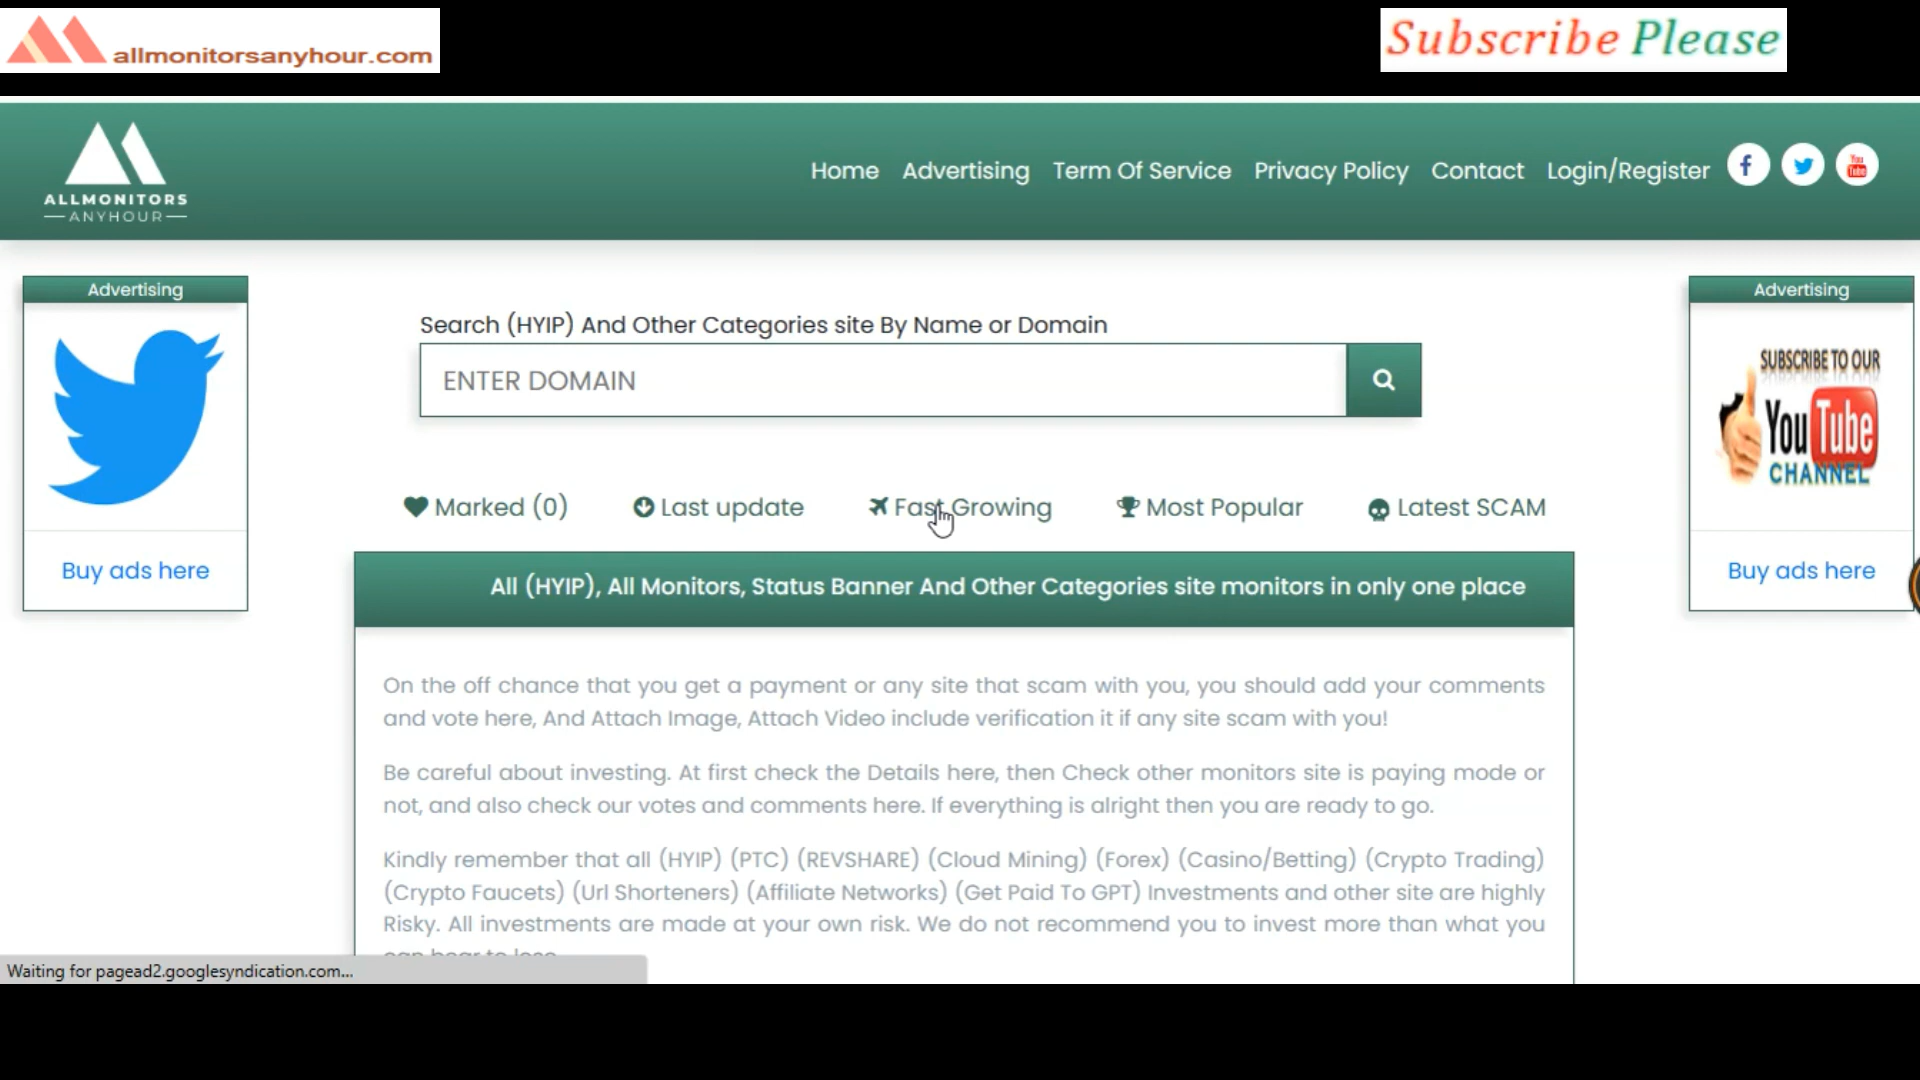 allmonitorsanyhour.com
Subscribe Please
ALLMONITORS
ANYHOUR
Home Advertising Term Of Service Privacy Policy Contact Login/Register
You
Tube
Advertising
Buy ads here
Search (HYIP) And Other Categories site By Name or Domain
ENTER DOMAIN
Marked (0) Last update Fast Growing Most Popular Latest SCAM
All (HYIP), All Monitors, Status Banner And Other Categories site monitors in only one place
On the off chance that you get a payment or any site that scam with you, you should add your comments
and vote here, And Attach Image, Attach Video include verification it if any site scam with you!
Be careful about investing. At first check the Details here, then Check other monitors site is paying mode or
not, and also check our votes and comments here. If everything is alright then you are ready to go.
Kindly remember that all (HYIP) (PTC) (REVSHARE) (Cloud Mining) (Forex) (Casino/Betting) (Crypto Trading)
(Crypto Faucets) (Url Shorteners) (Affiliate Networks) (Get Paid To GPT) Investments and other site are highly
Risky. All investments are made at your own risk. We do not recommend you to invest more than what you
Advertising
SUBSCRIBE TO OUR
YouTube
CHANNEL
Buy ads here
Waiting for pagead2.googlesyndication.com...